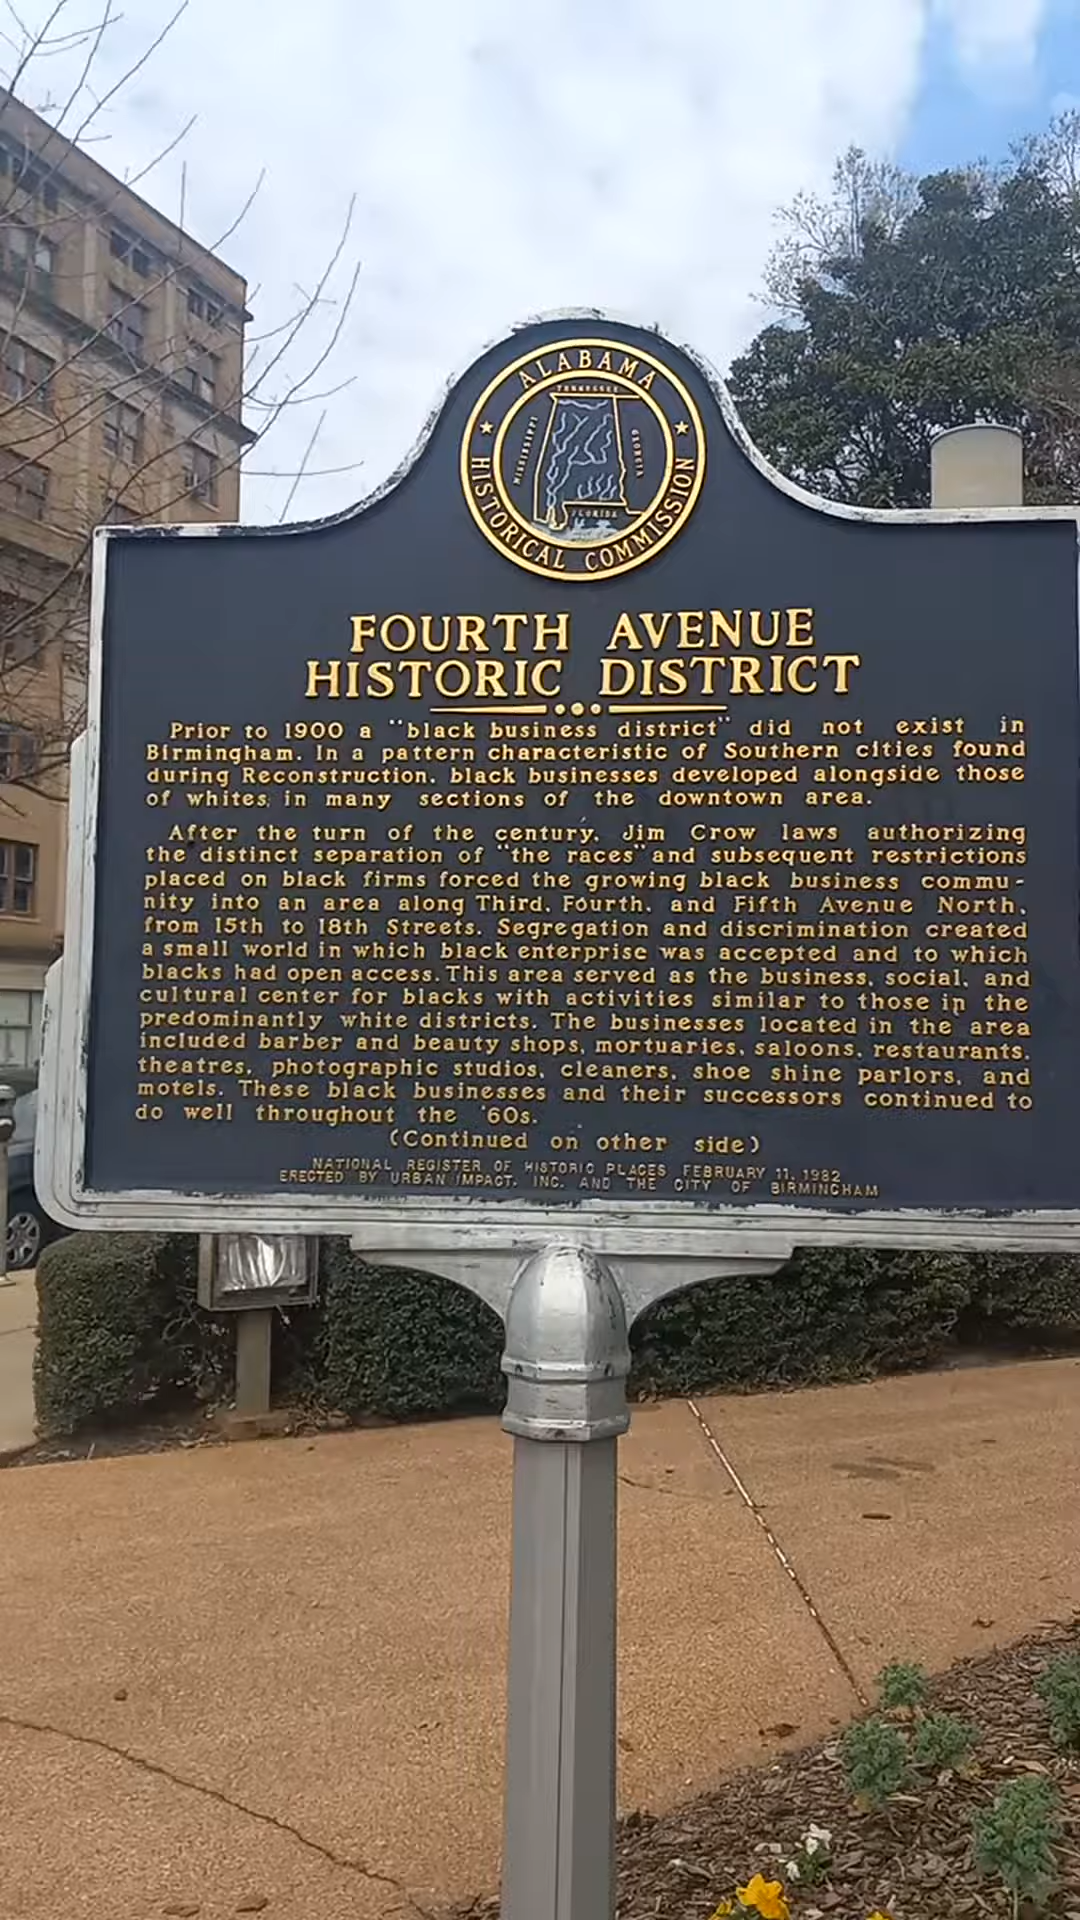 ALABAMA
TENNESSEE
MISSISSIPPI
GEORGIA
FLORIDA
HISTORICAL COMMISSION
FOURTH AVENUE
HISTORIC DISTRICT
Prior to 1900 a "black business district" did not exist in
Birmingham. In a pattern characteristic of Southern cities found
during Reconstruction, black businesses developed alongside those
of whites in many sections of the downtown area.
After the turn of the century, Jim Crow laws authorizing
the distinct separation of "the races" and subsequent restrictions
placed on black firms forced the growing black business commu-
nity into an area along Third, Fourth, and Fifth Avenue North,
from 15th to 18th Streets. Segregation and discrimination created
a small world in which black enterprise was accepted and to which
blacks had open access. This area served as the business, social, and
cultural center for blacks with activities similar to those in the
predominantly white districts. The businesses located in the area
included barber and beauty shops, mortuaries, saloons, restaurants,
theatres, photographic studios, cleaners, shoe shine parlors, and
motels. These black businesses and their successors continued to
do well throughout the '60s.
(Continued on other side)
NATIONAL REGISTER OF HISTORIC PLACES FEBRUARY 11, 1982
ERECTED BY URBAN IMPACT, INC. AND THE CITY OF BIRMINGHAM